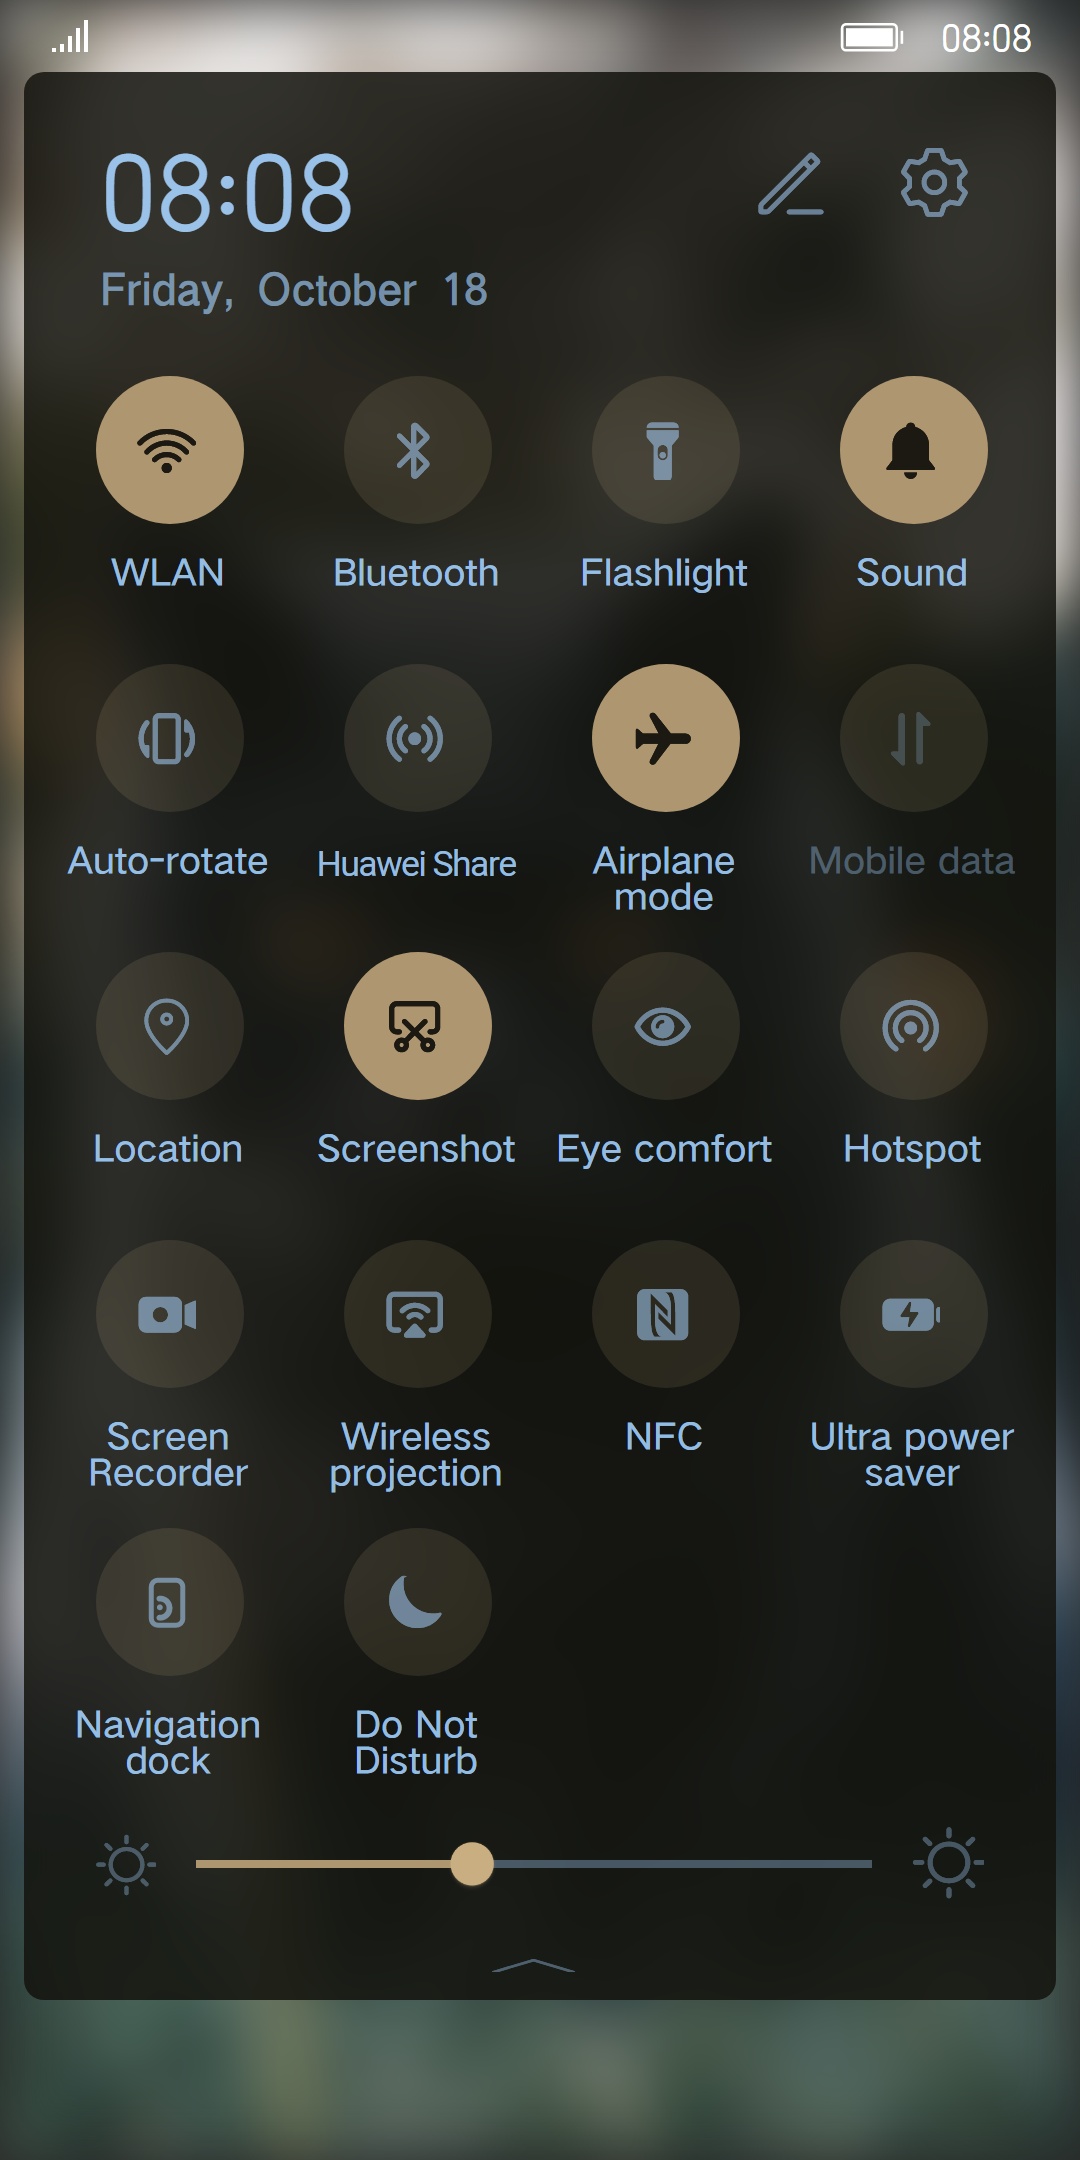 08:08
08:08
Friday, October 18
WLAN Bluetooth Flashlight Sound
Auto-rotate Huawei Share Airplane mode Mobile data
Location Screenshot Eye comfort Hotspot
Screen Recorder Wireless projection NFC Ultra power saver
Navigation dock Do Not Disturb